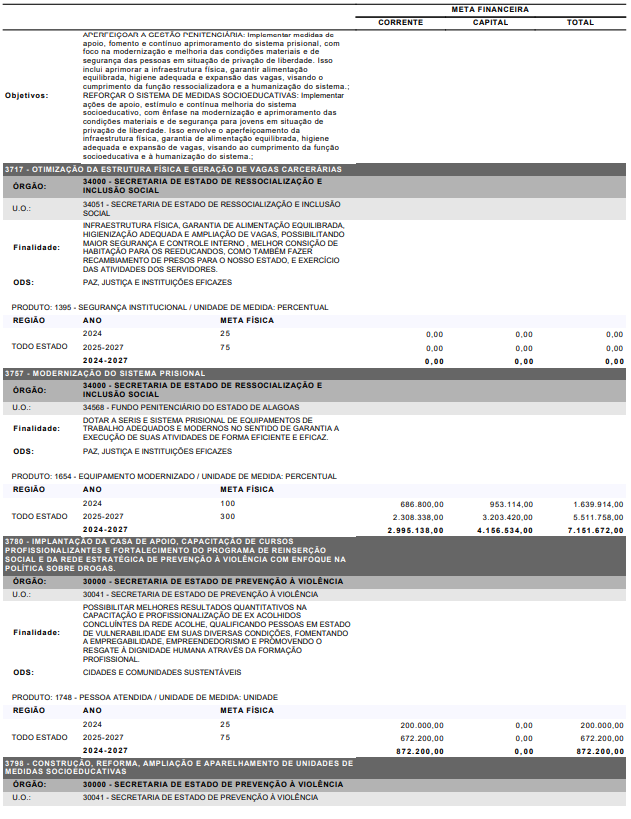 META FINANCEIRA
CORRENTE CAPITAL TOTAL
APERFEIÇOAR A GESTÃO PENITENCIÁRIA: Implementar medidas de
apoio, fomento e contínuo aprimoramento do sistema prisional, com
foco na modernização e melhoria das condições materiais e de
segurança das pessoas em situação de privação de liberdade. Isso
inclui aprimorar a infraestrutura física, garantir alimentação
equilibrada, higiene adequada e expansão das vagas, visando o
cumprimento da função ressocializadora e a humanização do sistema.;
Objetivos: REFORÇAR O SISTEMA DE MEDIDAS SOCIOEDUCATIVAS: Implementar
ações de apoio, estímulo e contínua melhoria do sistema
socioeducativo, com ênfase na modernização e aprimoramento das
condições materiais e de segurança para jovens em situação de
privação de liberdade. Isso envolve o aperfeiçoamento da
infraestrutura física, garantia de alimentação equilibrada, higiene
adequada e expansão de vagas, visando ao cumprimento da função
socioeducativa e à humanização do sistema.;
3717 - OTIMIZAÇÃO DA ESTRUTURA FÍSICA E GERAÇÃO DE VAGAS CARCERÁRIAS
ÓRGÃO: 34000 - SECRETARIA DE ESTADO DE RESSOCIALIZAÇÃO E
INCLUSÃO SOCIAL
U.O.: 34051 - SECRETARIA DE ESTADO DE RESSOCIALIZAÇÃO E INCLUSÃO
SOCIAL
INFRAESTRUTURA FÍSICA, GARANTIA DE ALIMENTAÇÃO EQUILIBRADA,
HIGIENIZAÇÃO ADEQUADA E AMPLIAÇÃO DE VAGAS, POSSIBILITANDO
Finalidade: MAIOR SEGURANÇA E CONTROLE INTERNO , MELHOR CONSIÇÃO DE
HABITAÇÃO PARA OS REEDUCANDOS, COMO TAMBÉM FAZER
RECAMBIAMENTO DE PRESOS PARA O NOSSO ESTADO, E EXERCÍCIO
DAS ATIVIDADES DOS SERVIDORES.
ODS: PAZ, JUSTIÇA E INSTITUIÇÕES EFICAZES
PRODUTO: 1395 - SEGURANÇA INSTITUCIONAL / UNIDADE DE MEDIDA: PERCENTUAL
REGIÃO ANO META FÍSICA
2024 25 0,00 0,00 0,00
TODO ESTADO 2025-2027 75 0,00 0,00 0,00
2024-2027 0,00 0,00 0,00
3757 - MODERNIZAÇÃO DO SISTEMA PRISIONAL
ÓRGÃO: 34000 - SECRETARIA DE ESTADO DE RESSOCIALIZAÇÃO E
INCLUSÃO SOCIAL
U.O.: 34568 - FUNDO PENITENCIÁRIO DO ESTADO DE ALAGOAS
DOTAR A SERIS E SISTEMA PRISIONAL DE EQUIPAMENTOS DE
Finalidade: TRABALHO ADEQUADOS E MODERNOS NO SENTIDO DE GARANTIA A
EXECUÇÃO DE SUAS ATIVIDADES DE FORMA EFICIENTE E EFICAZ.
ODS: PAZ, JUSTIÇA E INSTITUIÇÕES EFICAZES
PRODUTO: 1654 - EQUIPAMENTO MODERNIZADO / UNIDADE DE MEDIDA: PERCENTUAL
REGIÃO ANO META FÍSICA
2024 100 686.800,00 953.114,00 1.639.914,00
TODO ESTADO 2025-2027 300 2.308.338,00 3.203.420,00 5.511.758,00
2024-2027 2.995.138,00 4.156.534,00 7.151.672,00
3780 - IMPLANTAÇÃO DA CASA DE APOIO, CAPACITAÇÃO DE CURSOS
PROFISSIONALIZANTES E FORTALECIMENTO DO PROGRAMA DE REINSERÇÃO
SOCIAL E DA REDE ESTRATÉGICA DE PREVENÇÃO À VIOLÊNCIA COM ENFOQUE NA
POLÍTICA SOBRE DROGAS.
ÓRGÃO: 30000 - SECRETARIA DE ESTADO DE PREVENÇÃO À VIOLÊNCIA
U.O.: 30041 - SECRETARIA DE ESTADO DE PREVENÇÃO À VIOLÊNCIA
POSSIBILITAR MELHORES RESULTADOS QUANTITATIVOS NA
CAPACITAÇÃO E PROFISSIONALIZAÇÃO DE EX ACOLHIDOS
CONCLUÍNTES DA REDE ACOLHE, QUALIFICANDO PESSOAS EM ESTADO
Finalidade: DE VULNERABILIDADE EM SUAS DIVERSAS CONDIÇÕES, FOMENTANDO
A EMPREGABILIDADE, EMPREENDEDORISMO E PROMOVENDO O
RESGATE À DIGNIDADE HUMANA ATRAVÉS DA FORMAÇÃO
PROFISSIONAL.
ODS: CIDADES E COMUNIDADES SUSTENTÁVEIS
PRODUTO: 1748 - PESSOA ATENDIDA / UNIDADE DE MEDIDA: UNIDADE
REGIÃO ANO META FÍSICA
2024 25 200.000,00 0,00 200.000,00
TODO ESTADO 2025-2027 75 672.200,00 0,00 672.200,00
2024-2027 872.200,00 0,00 872.200,00
3798 - CONSTRUÇÃO, REFORMA, AMPLIAÇÃO E APARELHAMENTO DE UNIDADES DE
MEDIDAS SOCIOEDUCATIVAS
ÓRGÃO: 30000 - SECRETARIA DE ESTADO DE PREVENÇÃO À VIOLÊNCIA
U.O.: 30041 - SECRETARIA DE ESTADO DE PREVENÇÃO À VIOLÊNCIA